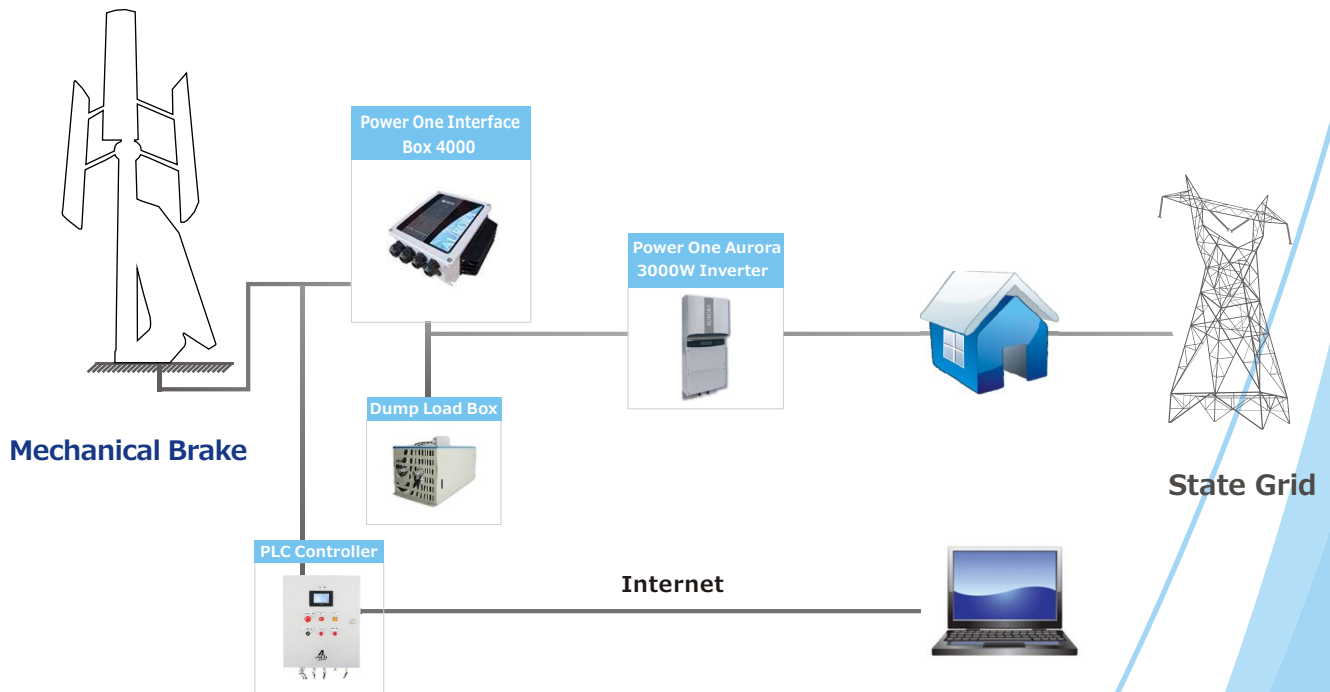 Power One Interface
Box 4000
Power One Aurora
3000W Inverter
Dump Load Box
Mechanical Brake
State Grid
PLC Controller
Internet